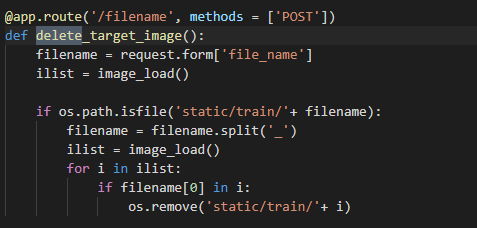 @app.route('/filename', methods = ['POST'])
def delete_target_image():
    filename = request.form['file_name']
    ilist = image_load()

    if os.path.isfile('static/train/'+ filename):
        filename = filename.split('_')
        ilist = image_load()
        for i in ilist:
            if filename[0] in i:
                os.remove('static/train/'+ i)